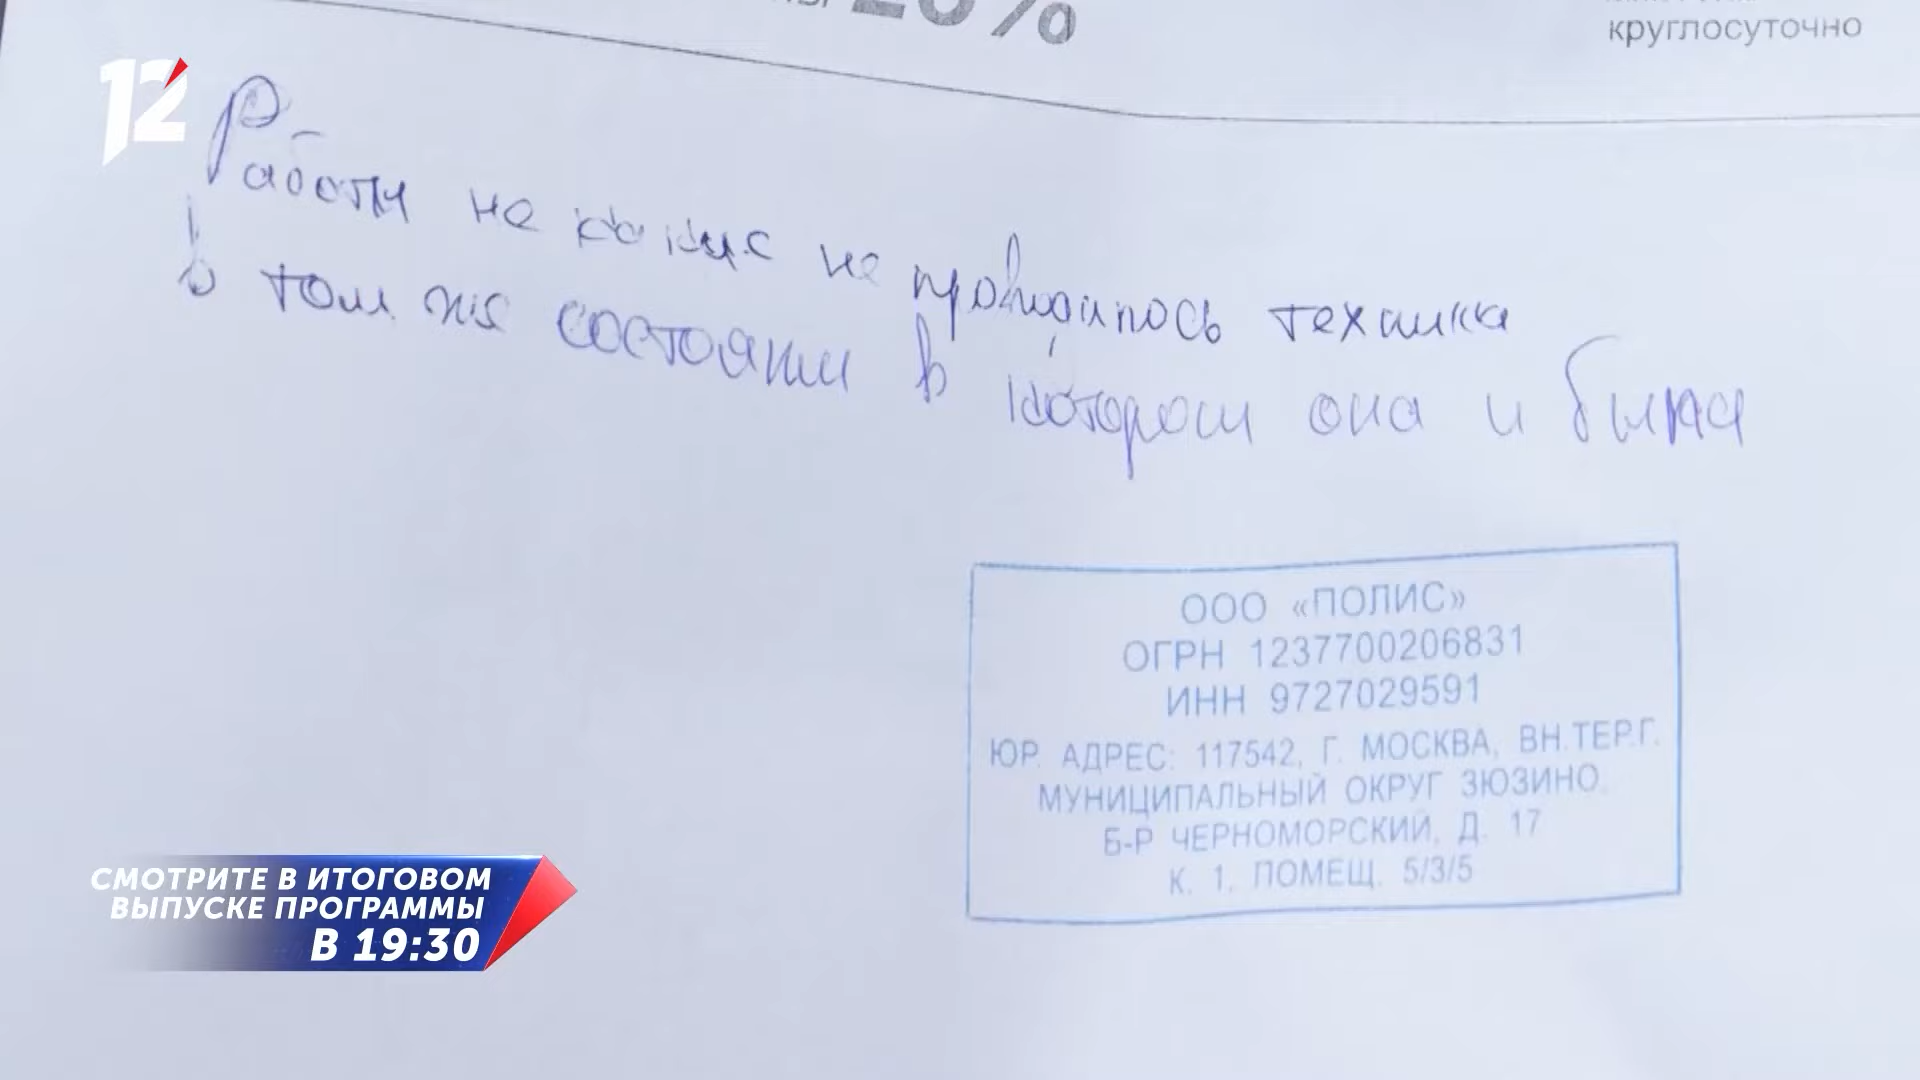 20%
круглосуточно
12
Работы не не проводилось техника
в том же состоянии в котором она и была
ООО «ПОЛИС»
ОГРН 1237700206831
ИНН 9727029591
ЮР. АДРЕС: 117542, Г. МОСКВА, ВН.ТЕР.Г.
МУНИЦИПАЛЬНЫЙ ОКРУГ ЗЮЗИНО,
Б-Р ЧЕРНОМОРСКИЙ, Д. 17
К. 1, ПОМЕЩ. 5/3/5
СМОТРИТЕ В ИТОГОВОМ
ВЫПУСКЕ ПРОГРАММЫ
В 19:30